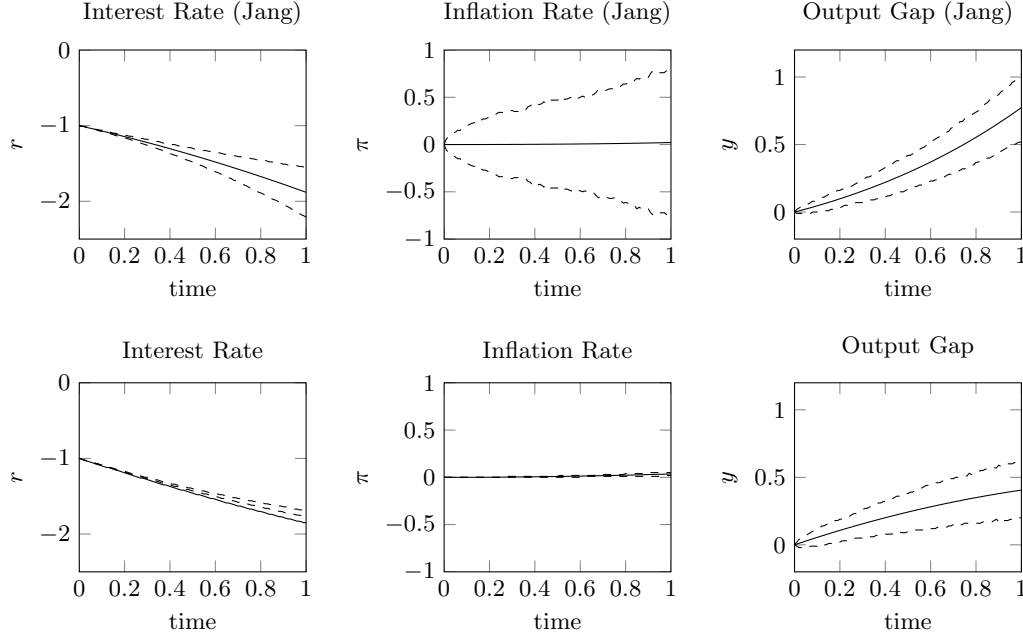 Interest Rate (Jang)
Inflation Rate (Jang)
Output Gap (Jang)
0
−1
−2
r
0 0.2 0.4 0.6 0.8 1
time
1
0.5
0
−0.5
−1
π
0 0.2 0.4 0.6 0.8 1
time
1
0.5
0
y
0 0.2 0.4 0.6 0.8 1
time
Interest Rate
Inflation Rate
Output Gap
0
−1
−2
r
0 0.2 0.4 0.6 0.8 1
time
1
0.5
0
−0.5
−1
π
0 0.2 0.4 0.6 0.8 1
time
1
0.5
0
y
0 0.2 0.4 0.6 0.8 1
time